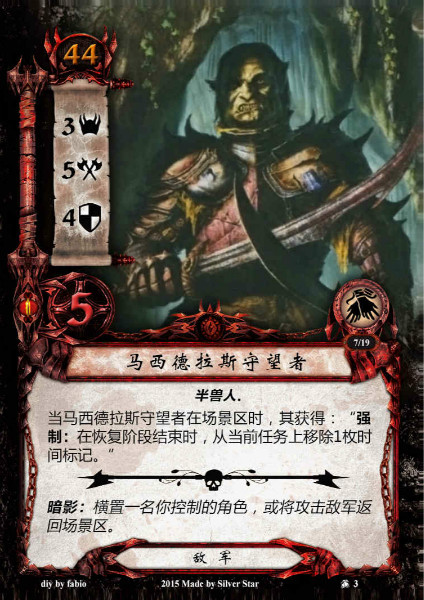 44
3
5
4
5
7/19
马西德拉斯守望者
半兽人.
当马西德拉斯守望者在场景区时，其获得：“强
制：在恢复阶段结束时，从当前任务上移除1枚时
间标记。“
暗影：横置一名你控制的角色，或将攻击敌军返
回场景区。
敌 军
diy by fabio 2015 Made by Silver Star 3